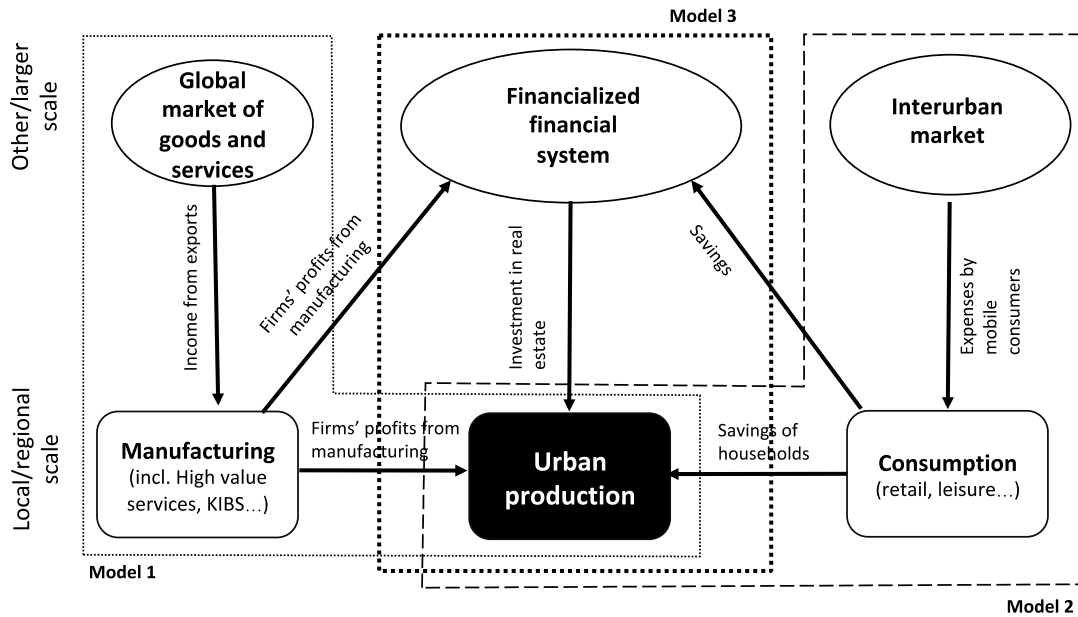 Model 3
Other/larger
scale
Global
market of
goods and
services
Financialized
financial
system
Interurban
market
Income from exports
Firms’ profits from
manufacturing
Investment in real
estate
Savings
Expenses by
mobile
consumers
Local/regional
scale
Manufacturing
(incl. High value
services, KIBS…)
Firms’ profits from
manufacturing
Urban
production
Savings of
households
Consumption
(retail, leisure…)
Model 1
Model 2